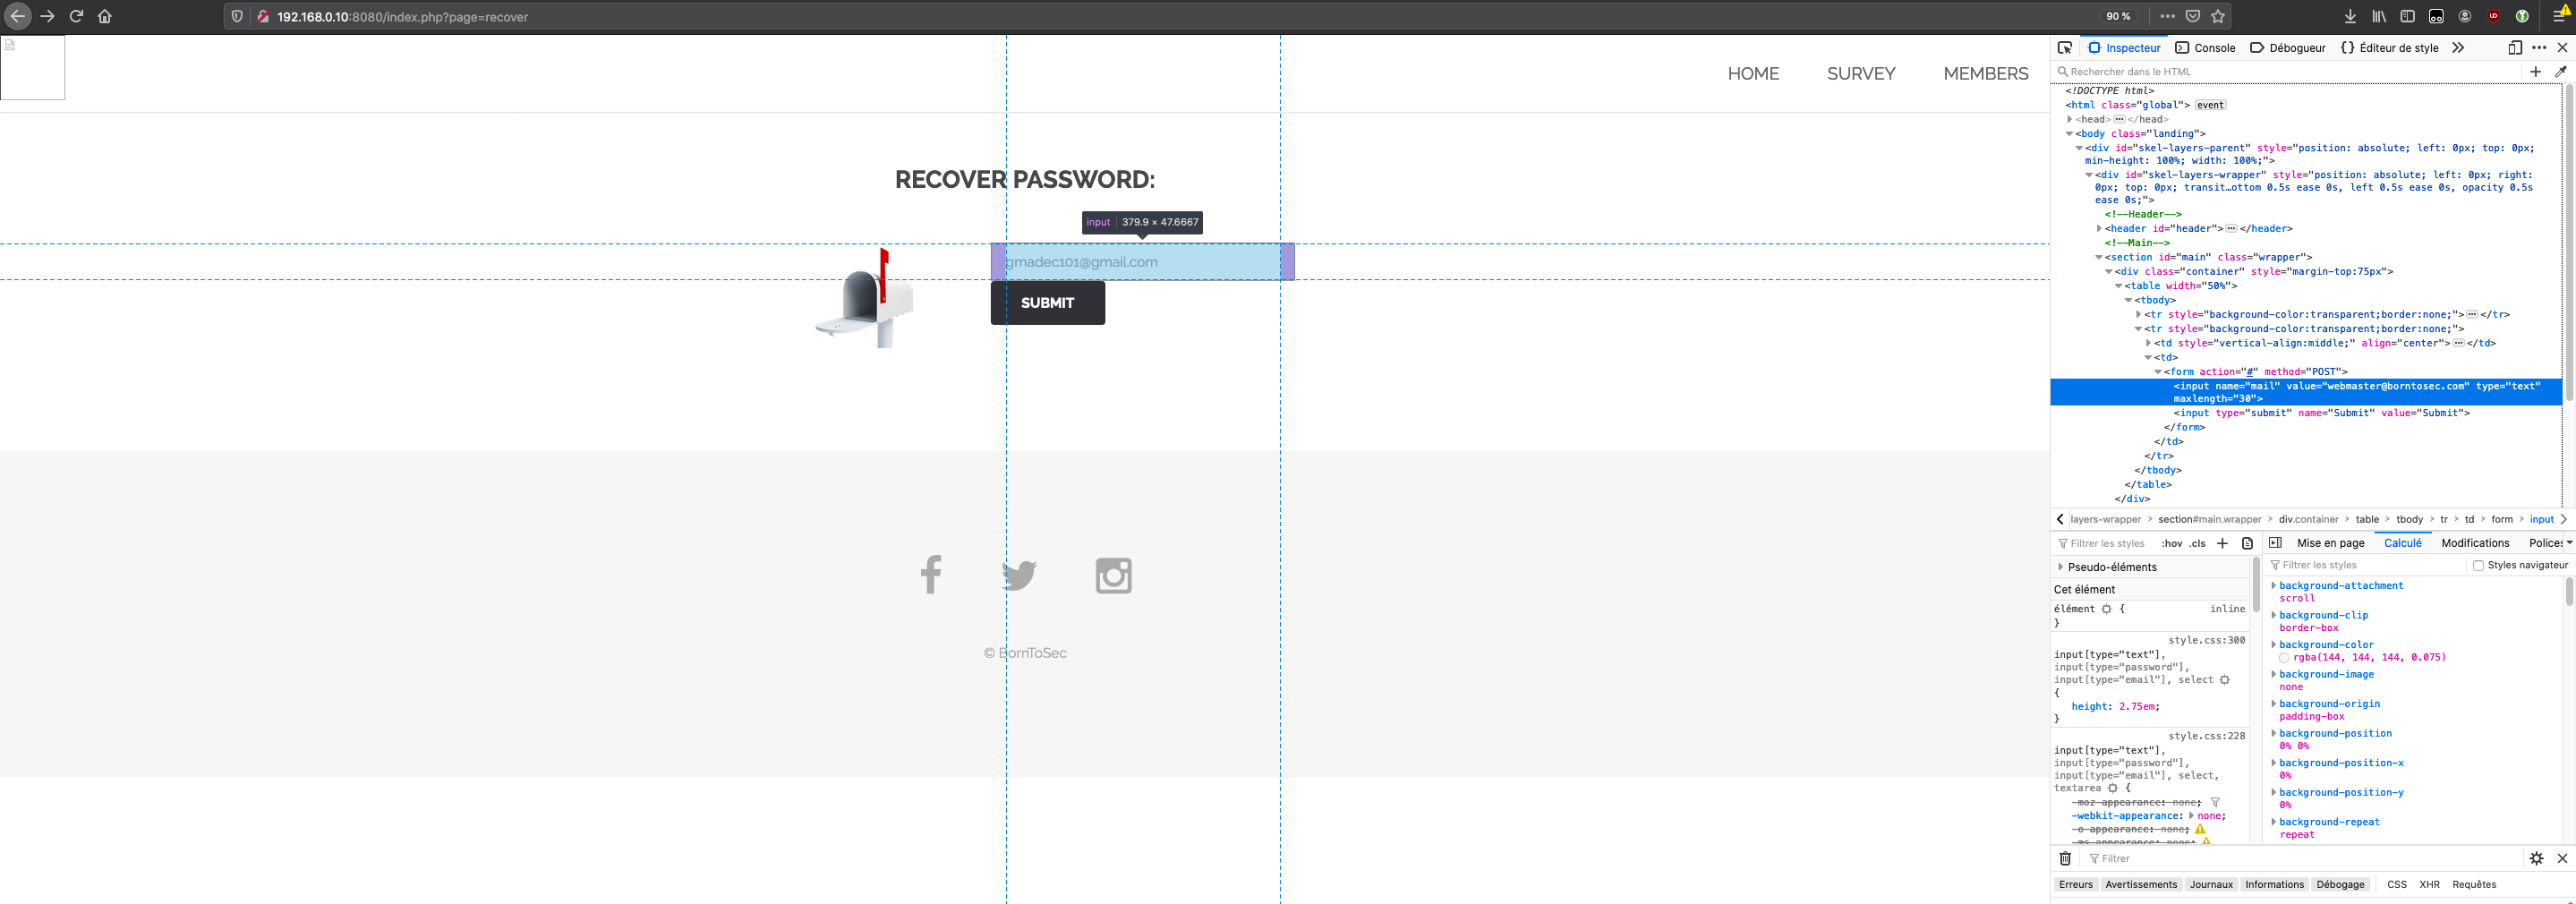 192.168.0.10:8080/index.php?page=recover
90 %
HOME SURVEY MEMBERS
RECOVER PASSWORD:
input 379.9 × 47.6667
gmadec101@gmail.com
SUBMIT
© BornToSec
Inspecteur Console Débogueur {} Éditeur de style
Rechercher dans le HTML
<!DOCTYPE html>
<html class="global"> event
<head> ••• </head>
<body class="landing">
<div id="skel-layers-parent" style="position: absolute; left: 0px; top: 0px;
min-height: 100%; width: 100%;">
<div id="skel-layers-wrapper" style="position: absolute; left: 0px; right:
0px; top: 0px; transit…ottom 0.5s ease 0s, left 0.5s ease 0s, opacity 0.5s
ease 0s;">
<!--Header-->
<header id="header"> ••• </header>
<!--Main-->
<section id="main" class="wrapper">
<div class="container" style="margin-top:75px">
<table width="50%">
<tbody>
<tr style="background-color:transparent;border:none;"> ••• </tr>
<tr style="background-color:transparent;border:none;">
<td style="vertical-align:middle;" align="center"> ••• </td>
<td>
<form action="#" method="POST">
<input name="mail" value="webmaster@borntosec.com" type="text"
maxlength="30">
<input type="submit" name="Submit" value="Submit">
</form>
</td>
</tr>
</tbody>
</table>
</div>
layers-wrapper > section#main.wrapper > div.container > table > tbody > tr > td > form > input
Filtrer les styles :hov .cls +
Pseudo-éléments
Cet élément
élément { inline
}
style.css:300
input[type="text"],
input[type="password"],
input[type="email"], select
{
height: 2.75em;
}
style.css:228
input[type="text"],
input[type="password"],
input[type="email"], select,
textarea {
-moz-appearance: none;
-webkit-appearance: none;
-o-appearance: none;
-ms-appearance: none;
Mise en page Calculé Modifications Polices
Filtrer les styles Styles navigateur
background-attachment
scroll
background-clip
border-box
background-color
rgba(144, 144, 144, 0.075)
background-image
none
background-origin
padding-box
background-position
0% 0%
background-position-x
0%
background-position-y
0%
background-repeat
repeat
Filtrer
Erreurs Avertissements Journaux Informations Débogage CSS XHR Requêtes